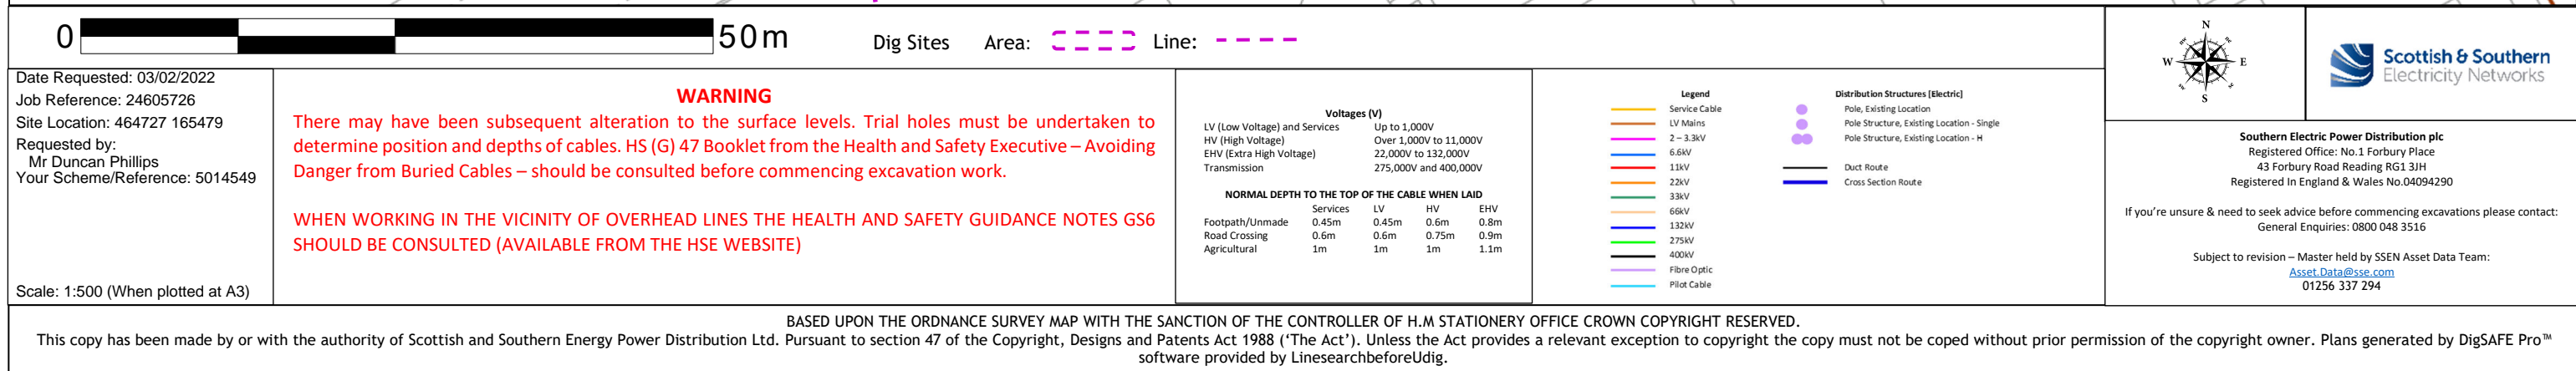 0 50m Dig Sites Area: Line:
Date Requested: 03/02/2022
Job Reference: 24605726
Site Location: 464727 165479
Requested by:
Mr Duncan Phillips
Your Scheme/Reference: 5014549
Scale: 1:500 (When plotted at A3)
WARNING
There may have been subsequent alteration to the surface levels. Trial holes must be undertaken to
determine position and depths of cables. HS (G) 47 Booklet from the Health and Safety Executive – Avoiding
Danger from Buried Cables – should be consulted before commencing excavation work.
WHEN WORKING IN THE VICINITY OF OVERHEAD LINES THE HEALTH AND SAFETY GUIDANCE NOTES GS6
SHOULD BE CONSULTED (AVAILABLE FROM THE HSE WEBSITE)
Voltages (V)
LV (Low Voltage) and Services Up to 1,000V
HV (High Voltage) Over 1,000V to 11,000V
EHV (Extra High Voltage) 22,000V to 132,000V
Transmission 275,000V and 400,000V
NORMAL DEPTH TO THE TOP OF THE CABLE WHEN LAID
Services LV HV EHV
Footpath/Unmade 0.45m 0.45m 0.6m 0.8m
Road Crossing 0.6m 0.6m 0.75m 0.9m
Agricultural 1m 1m 1m 1.1m
Legend
Service Cable
LV Mains
2 – 3.3kV
6.6kV
11kV
22kV
33kV
66kV
132kV
275kV
400kV
Fibre Optic
Pilot Cable
Distribution Structures [Electric]
Pole, Existing Location
Pole Structure, Existing Location - Single
Pole Structure, Existing Location - H
Duct Route
Cross Section Route
N
W E
S
Scottish & Southern
Electricity Networks
Southern Electric Power Distribution plc
Registered Office: No.1 Forbury Place
43 Forbury Road Reading RG1 3JH
Registered In England & Wales No.04094290
If you're unsure & need to seek advice before commencing excavations please contact:
General Enquiries: 0800 048 3516
Subject to revision – Master held by SSEN Asset Data Team:
Asset.Data@sse.com
01256 337 294
BASED UPON THE ORDNANCE SURVEY MAP WITH THE SANCTION OF THE CONTROLLER OF H.M STATIONERY OFFICE CROWN COPYRIGHT RESERVED.
This copy has been made by or with the authority of Scottish and Southern Energy Power Distribution Ltd. Pursuant to section 47 of the Copyright, Designs and Patents Act 1988 ('The Act'). Unless the Act provides a relevant exception to copyright the copy must not be coped without prior permission of the copyright owner. Plans generated by DigSAFE Pro™
software provided by LinesearchbeforeUdig.